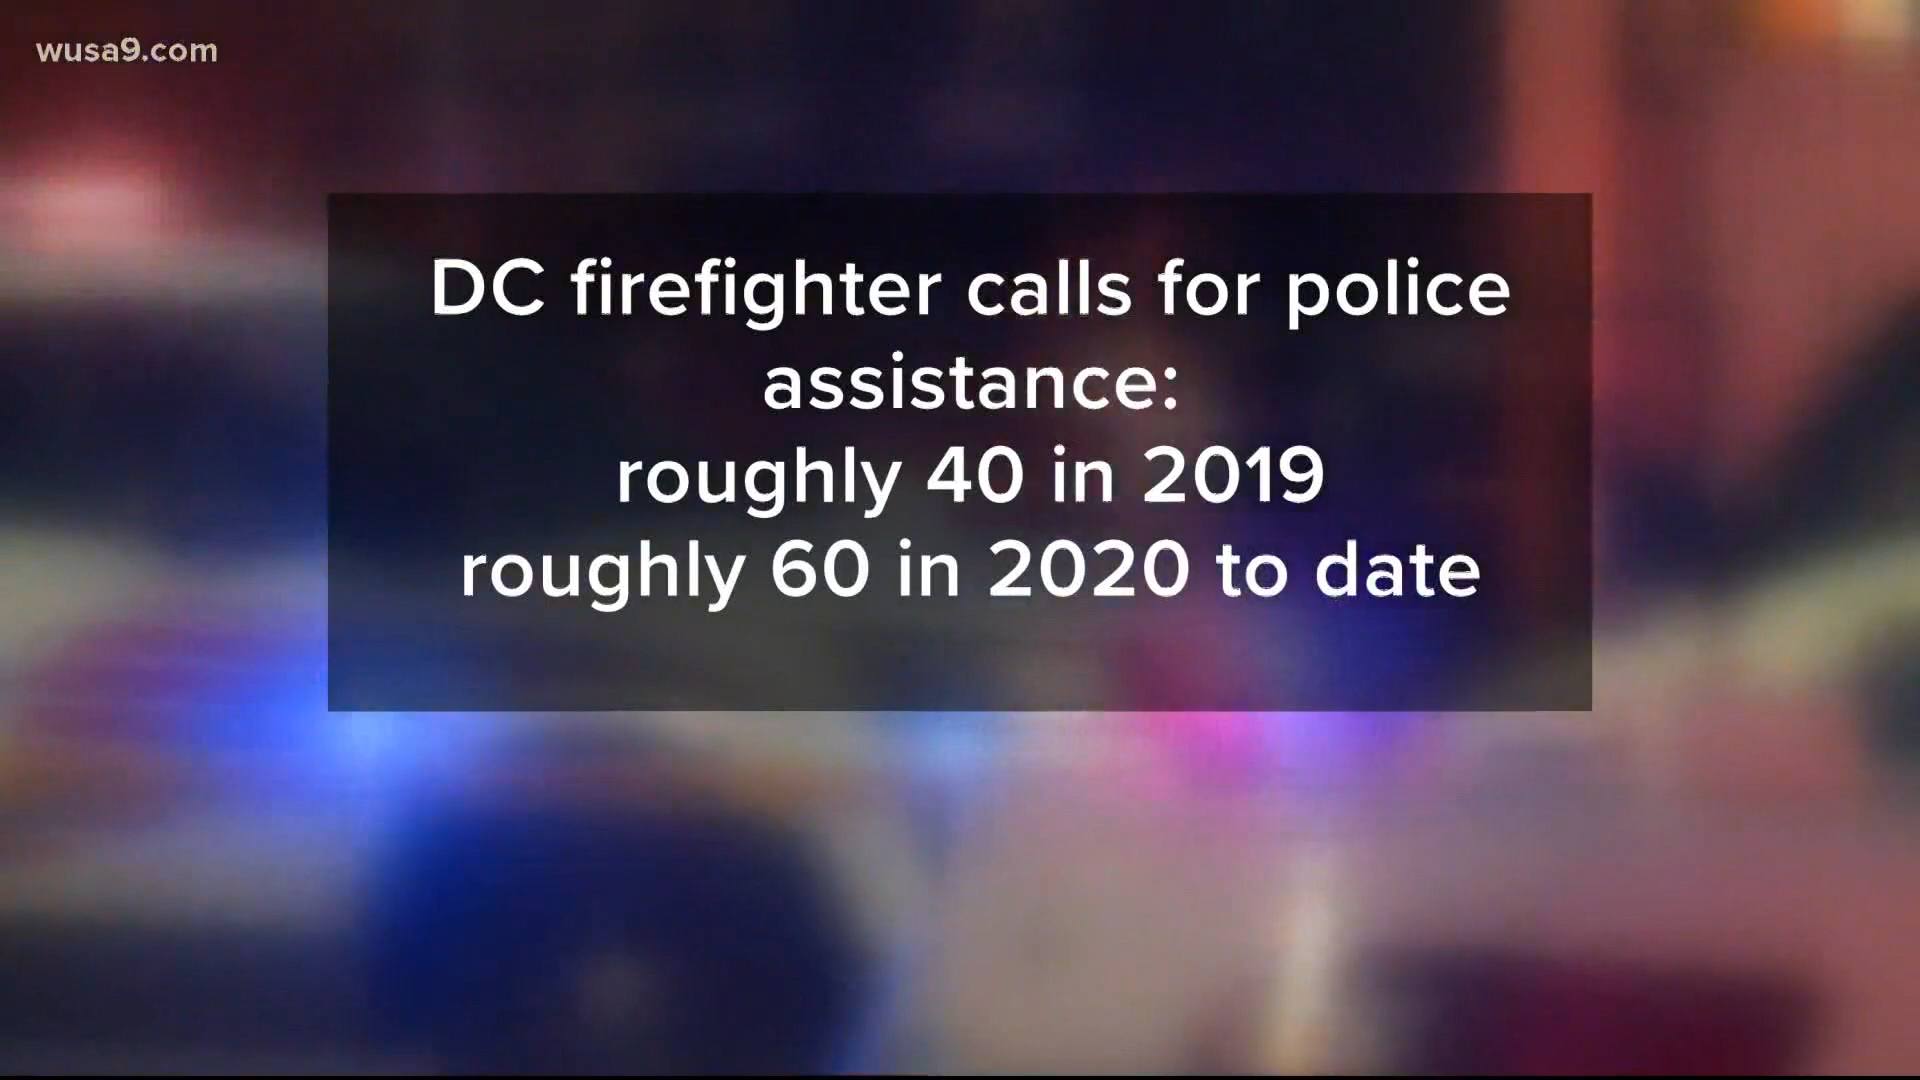 wusa9.com
DC firefighter calls for police
assistance:
roughly 40 in 2019
roughly 60 in 2020 to date